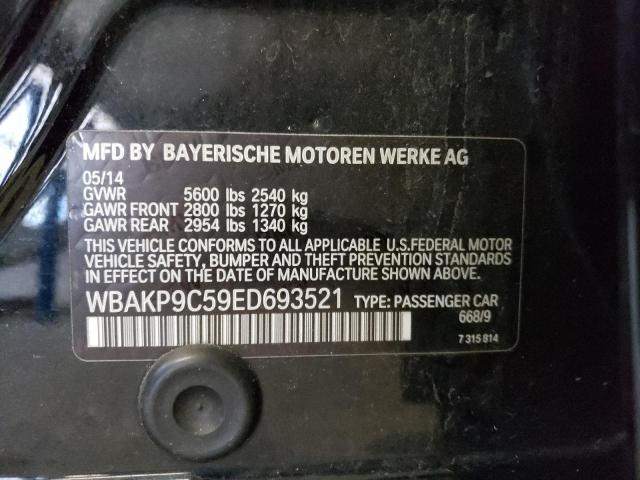 MFD BY BAYERISCHE MOTOREN WERKE AG
05/14
GVWR 5600 lbs 2540 kg
GAWR FRONT 2800 lbs 1270 kg
GAWR REAR 2954 lbs 1340 kg
THIS VEHICLE CONFORMS TO ALL APPLICABLE U.S.FEDERAL MOTOR
VEHICLE SAFETY, BUMPER AND THEFT PREVENTION STANDARDS
IN EFFECT ON THE DATE OF MANUFACTURE SHOWN ABOVE.
WBAKP9C59ED693521 TYPE: PASSENGER CAR
668/9
7 315 814